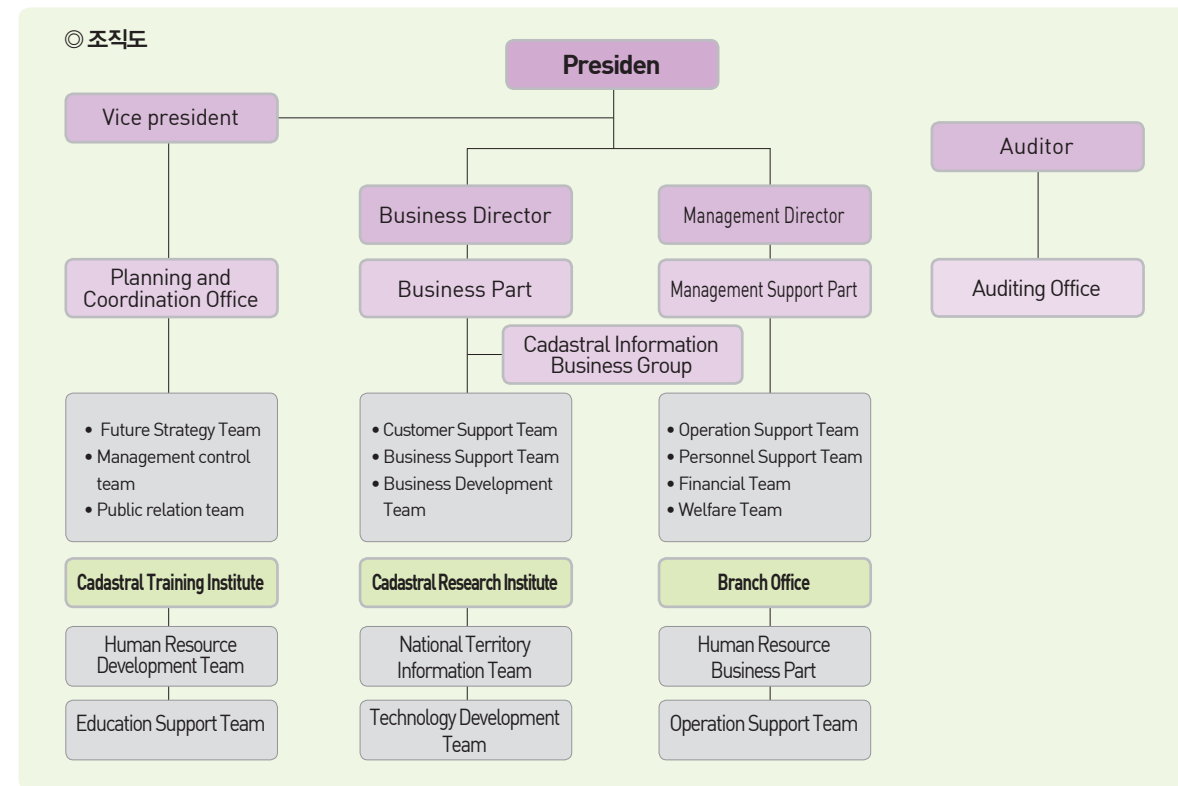 ◎ 조직도
Presiden
Vice president
Auditor
Business Director
Management Director
Planning and
Coordination Office
Business Part
Management Support Part
Auditing Office
Cadastral Information
Business Group
• Future Strategy Team
• Management control
team
• Public relation team
• Customer Support Team
• Business Support Team
• Business Development
Team
• Operation Support Team
• Personnel Support Team
• Financial Team
• Welfare Team
Cadastral Training Institute
Cadastral Research Institute
Branch Office
Human Resource
Development Team
National Territory
Information Team
Human Resource
Business Part
Education Support Team
Technology Development
Team
Operation Support Team